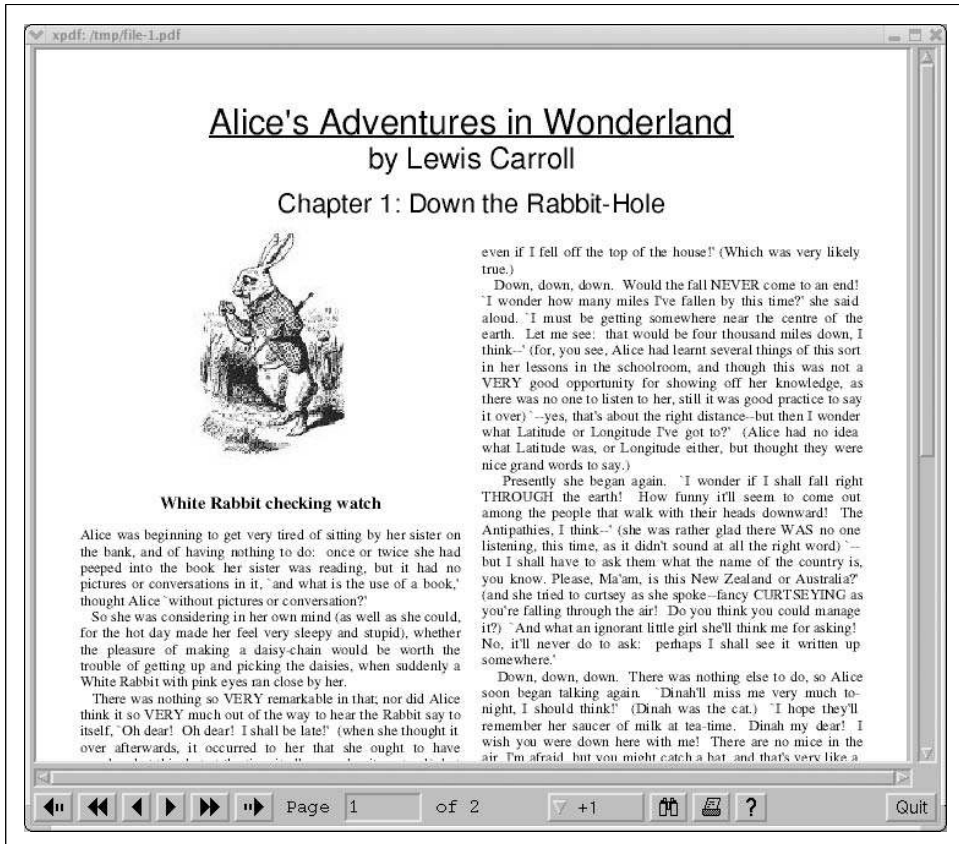 xpdf: /tmp/file-1.pdf
Alice's Adventures in Wonderland
by Lewis Carroll
Chapter 1: Down the Rabbit-Hole
White Rabbit checking watch
Alice was beginning to get very tired of sitting by her sister on
the bank, and of having nothing to do: once or twice she had
peeped into the book her sister was reading, but it had no
pictures or conversations in it, `and what is the use of a book,'
thought Alice `without pictures or conversation?'
So she was considering in her own mind (as well as she could,
for the hot day made her feel very sleepy and stupid), whether
the pleasure of making a daisy-chain would be worth the
trouble of getting up and picking the daisies, when suddenly a
White Rabbit with pink eyes ran close by her.
There was nothing so VERY remarkable in that; nor did Alice
think it so VERY much out of the way to hear the Rabbit say to
itself, `Oh dear! Oh dear! I shall be late!' (when she thought it
over afterwards, it occurred to her that she ought to have
even if I fell off the top of the house!' (Which was very likely
true.)
Down, down, down. Would the fall NEVER come to an end!
`I wonder how many miles I've fallen by this time?' she said
aloud. `I must be getting somewhere near the centre of the
earth. Let me see: that would be four thousand miles down, I
think--' (for, you see, Alice had learnt several things of this sort
in her lessons in the schoolroom, and though this was not a
VERY good opportunity for showing off her knowledge, as
there was no one to listen to her, still it was good practice to say
it over) `--yes, that's about the right distance--but then I wonder
what Latitude or Longitude I've got to?' (Alice had no idea
what Latitude was, or Longitude either, but thought they were
nice grand words to say.)
Presently she began again. `I wonder if I shall fall right
THROUGH the earth! How funny it'll seem to come out
among the people that walk with their heads downward! The
Antipathies, I think--' (she was rather glad there WAS no one
listening, this time, as it didn't sound at all the right word) `--
but I shall have to ask them what the name of the country is,
you know. Please, Ma'am, is this New Zealand or Australia?'
(and she tried to curtsey as she spoke--fancy CURTSEYING as
you're falling through the air! Do you think you could manage
it?) `And what an ignorant little girl she'll think me for asking!
No, it'll never do to ask: perhaps I shall see it written up
somewhere.'
Down, down, down. There was nothing else to do, so Alice
soon began talking again. `Dinah'll miss me very much to-
night, I should think!' (Dinah was the cat.) `I hope they'll
remember her saucer of milk at tea-time. Dinah my dear! I
wish you were down here with me! There are no mice in the
air, I'm afraid, but you might catch a bat, and that's very like a
Page 1 of 2 +1 ? Quit